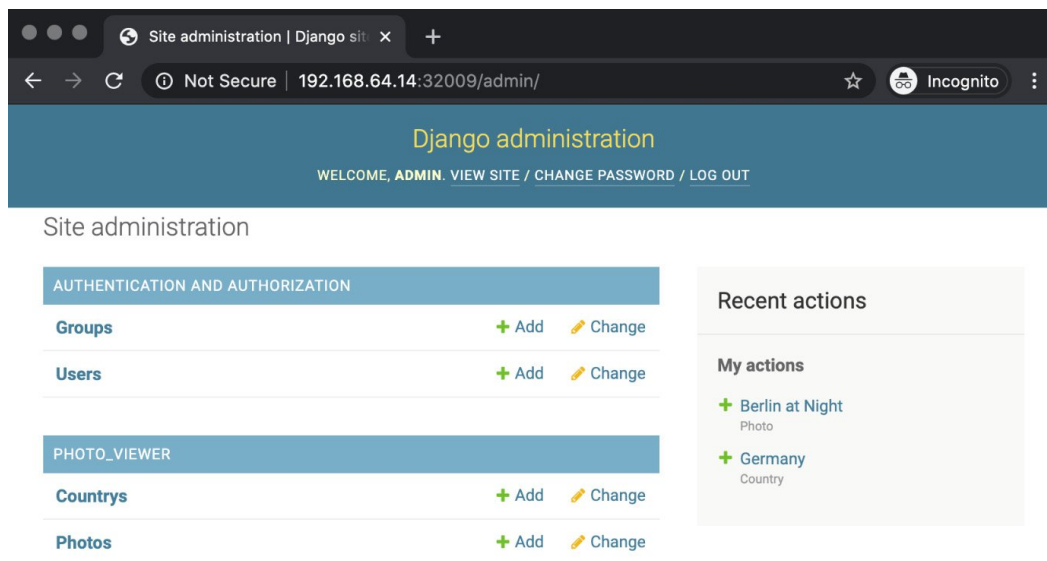 Site administration | Django sit
Not Secure | 192.168.64.14:32009/admin/
Incognito
Django administration
WELCOME, ADMIN. VIEW SITE / CHANGE PASSWORD / LOG OUT
Site administration
AUTHENTICATION AND AUTHORIZATION
Groups + Add Change
Users + Add Change
PHOTO_VIEWER
Countrys + Add Change
Photos + Add Change
Recent actions
My actions
+ Berlin at Night
Photo
+ Germany
Country